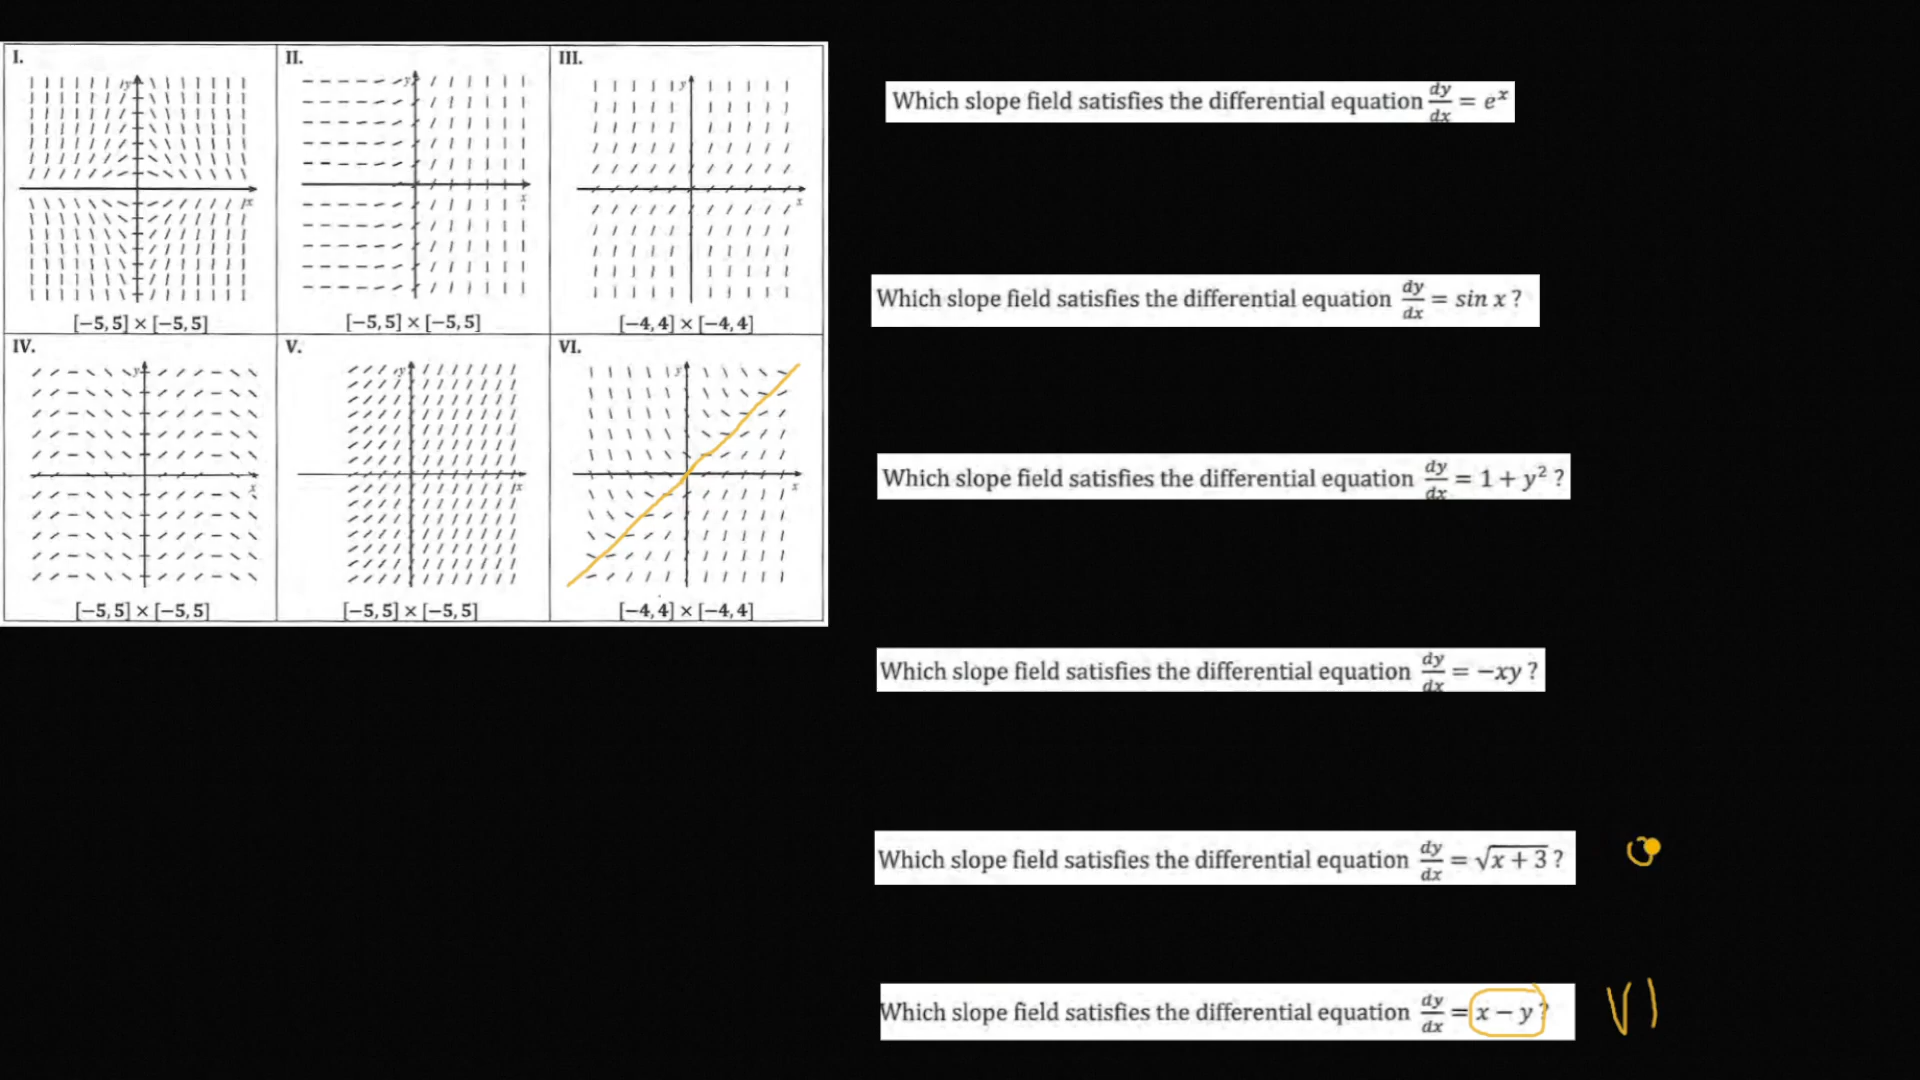 I.
II.
III.
y
y
y
x
x
x
[−5, 5] × [−5, 5]
[−5, 5] × [−5, 5]
[−4, 4] × [−4, 4]
IV.
V.
VI.
y
y
y
x
x
x
[−5, 5] × [−5, 5]
[−5, 5] × [−5, 5]
[−4, 4] × [−4, 4]
Which slope field satisfies the differential equation dy/dx = eˣ
Which slope field satisfies the differential equation dy/dx = sin x ?
Which slope field satisfies the differential equation dy/dx = 1 + y² ?
Which slope field satisfies the differential equation dy/dx = −xy ?
Which slope field satisfies the differential equation dy/dx = √(x + 3) ?
Which slope field satisfies the differential equation dy/dx = x − y ?
VI